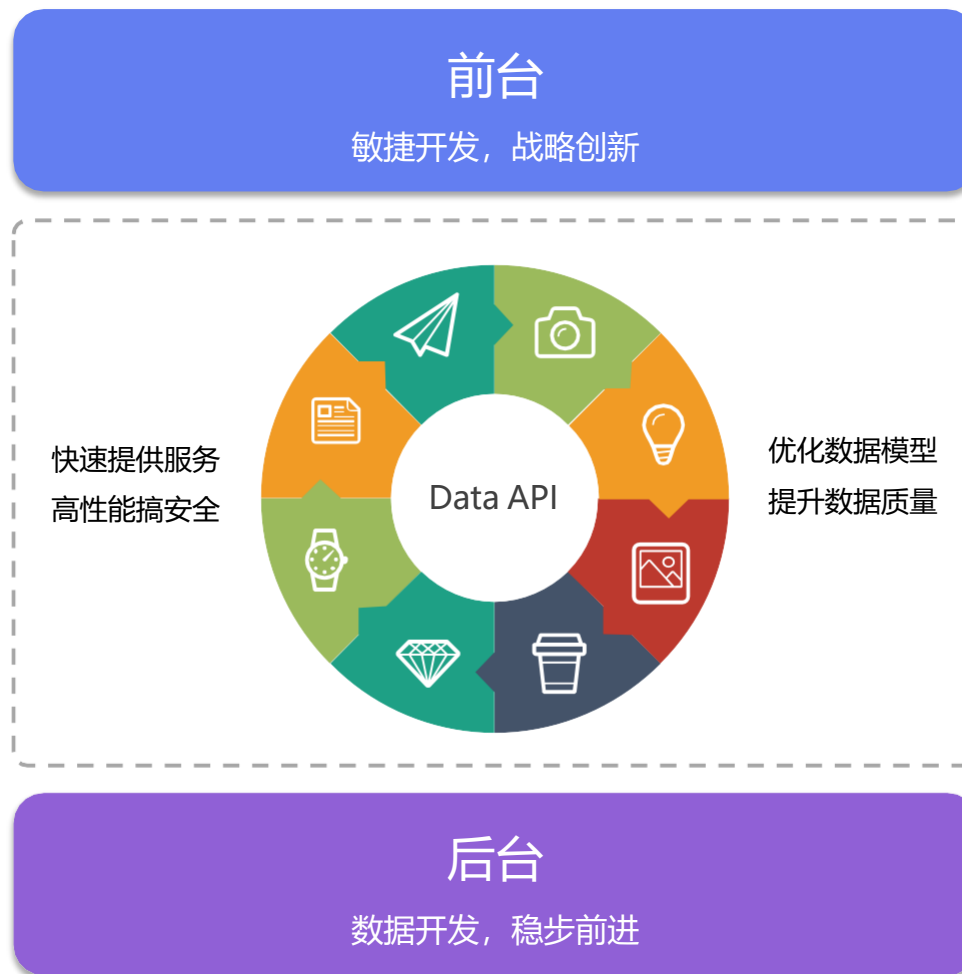 前台
敏捷开发，战略创新
快速提供服务
高性能搞安全
Data API
优化数据模型
提升数据质量
后台
数据开发，稳步前进